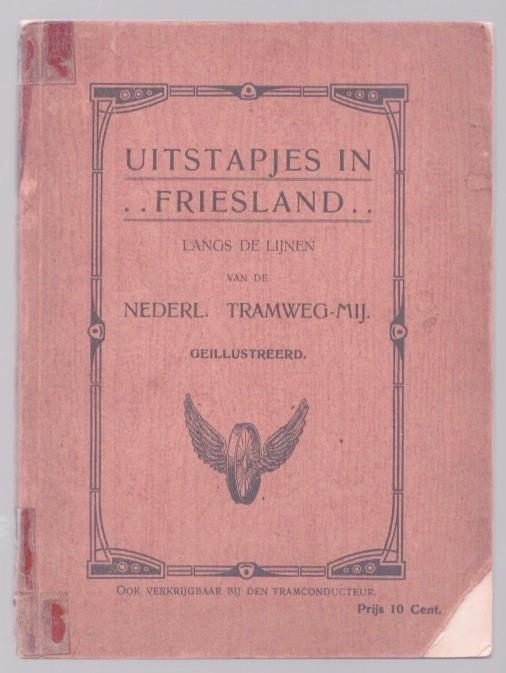 UITSTAPJES IN
..FRIESLAND..
LANGS DE LIJNEN
VAN DE
NEDERL. TRAMWEG-MIJ.
GEILLUSTREERD.
OOK VERKRIJGBAAR BIJ DEN TRAMCONDUCTEUR.
Prijs 10 Cent.